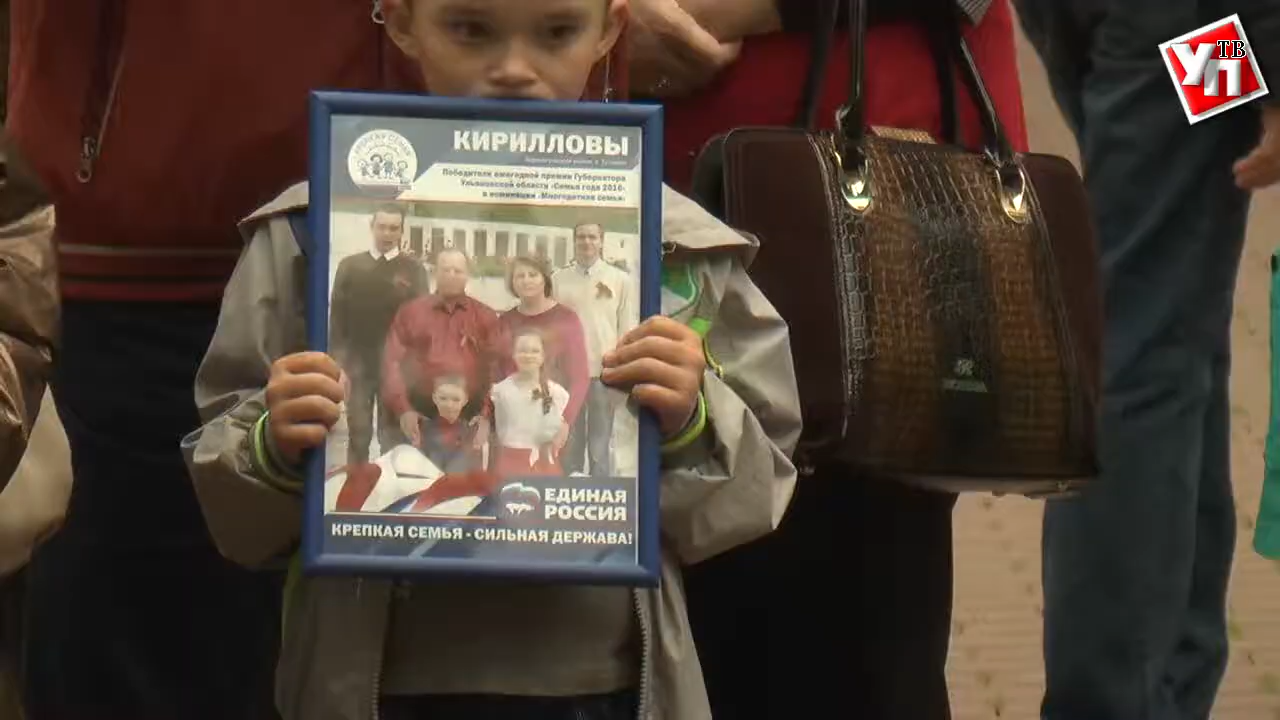 УП ТВ
КИРИЛЛОВЫ
Победители ежегодной премии Губернатора
Ульяновской области «Семья года 2016»
в номинации «Многодетная семья»
ЕДИНАЯ
РОССИЯ
КРЕПКАЯ СЕМЬЯ - СИЛЬНАЯ ДЕРЖАВА!